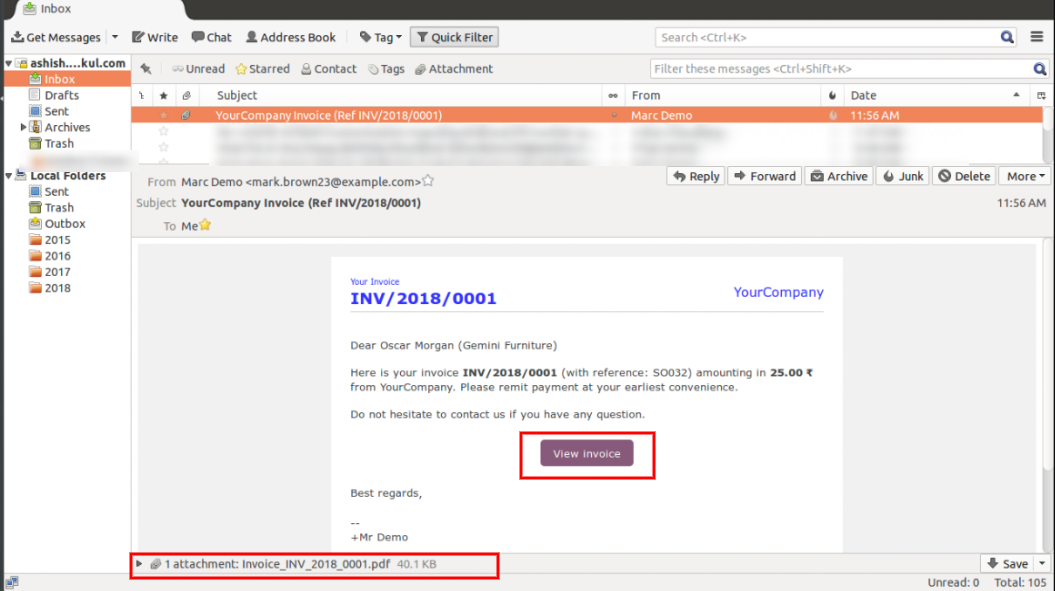 Inbox
Get Messages Write Chat Address Book Tag Quick Filter Search <Ctrl+K>
ashish....kul.com
Unread Starred Contact Tags Attachment Filter these messages <Ctrl+Shift+K>
Inbox
Drafts
Sent
Archives
Trash
Local Folders
Sent
Trash
Outbox
2015
2016
2017
2018
Subject From Date
YourCompany Invoice (Ref INV/2018/0001) Marc Demo 11:56 AM
From Marc Demo <mark.brown23@example.com> Reply Forward Archive Junk Delete More
Subject YourCompany Invoice (Ref INV/2018/0001) 11:56 AM
To Me
Your Invoice
INV/2018/0001 YourCompany
Dear Oscar Morgan (Gemini Furniture)
Here is your invoice INV/2018/0001 (with reference: SO032) amounting in 25.00 ₹
from YourCompany. Please remit payment at your earliest convenience.
Do not hesitate to contact us if you have any question.
View invoice
Best regards,
--
+Mr Demo
1 attachment: Invoice_INV_2018_0001.pdf 40.1 KB Save
Unread: 0 Total: 105